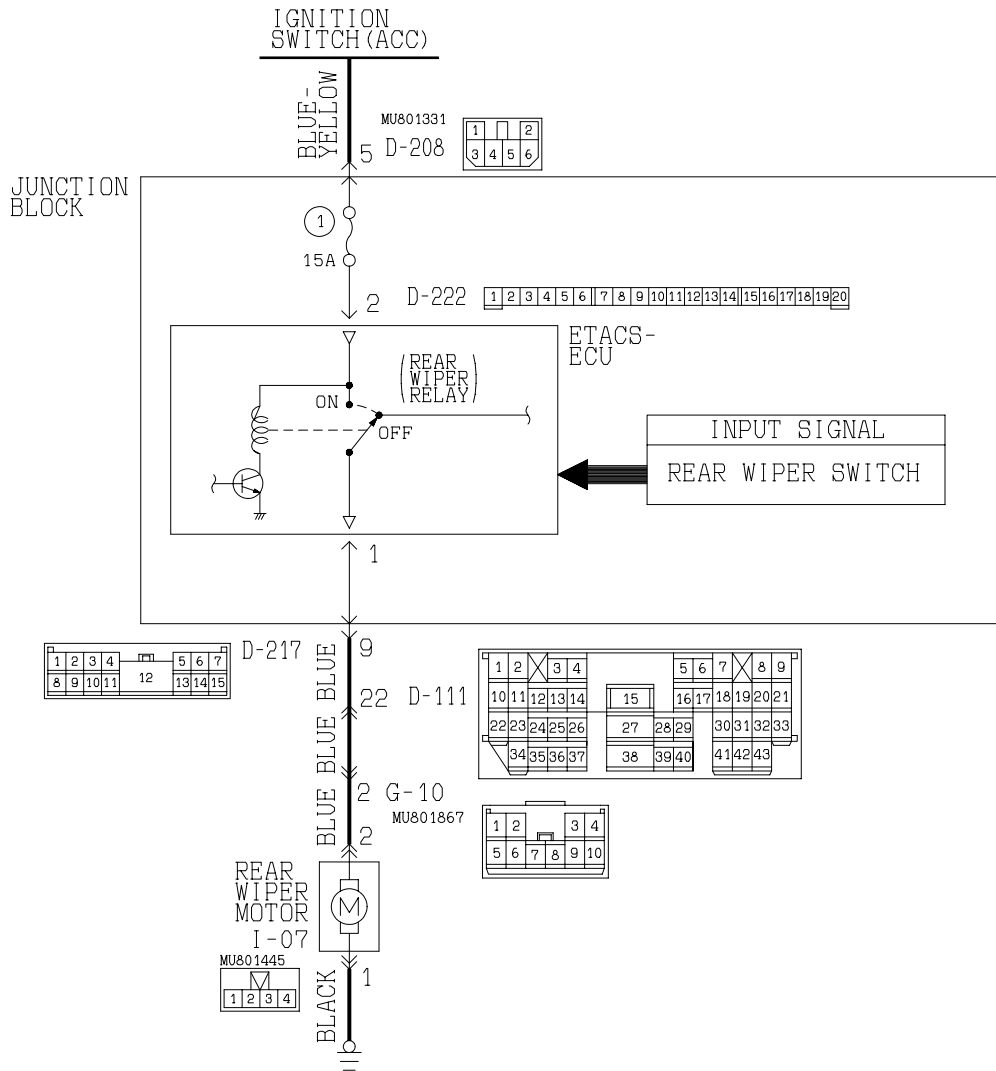 IGNITION
SWITCH(ACC)
BLUE-
YELLOW
MU801331
5 D-208
1 2
3 4 5 6
JUNCTION
BLOCK
1
15A
2 D-222
1 2 3 4 5 6 7 8 9 10 11 12 13 14 15 16 17 18 19 20
ETACS-
ECU
(REAR
WIPER
RELAY)
ON
OFF
INPUT SIGNAL
REAR WIPER SWITCH
1
D-217
1 2 3 4 5 6 7
8 9 10 11 12 13 14 15
BLUE
9
22 D-111
1 2 3 4 5 6 7 8 9
10 11 12 13 14 15 16 17 18 19 20 21
22 23 24 25 26 27 28 29 30 31 32 33
34 35 36 37 38 39 40 41 42 43
BLUE
2 G-10
MU801867
1 2 3 4
5 6 7 8 9 10
BLUE
2
REAR
WIPER
MOTOR
I-07
M
MU801445
1 2 3 4
1
BLACK